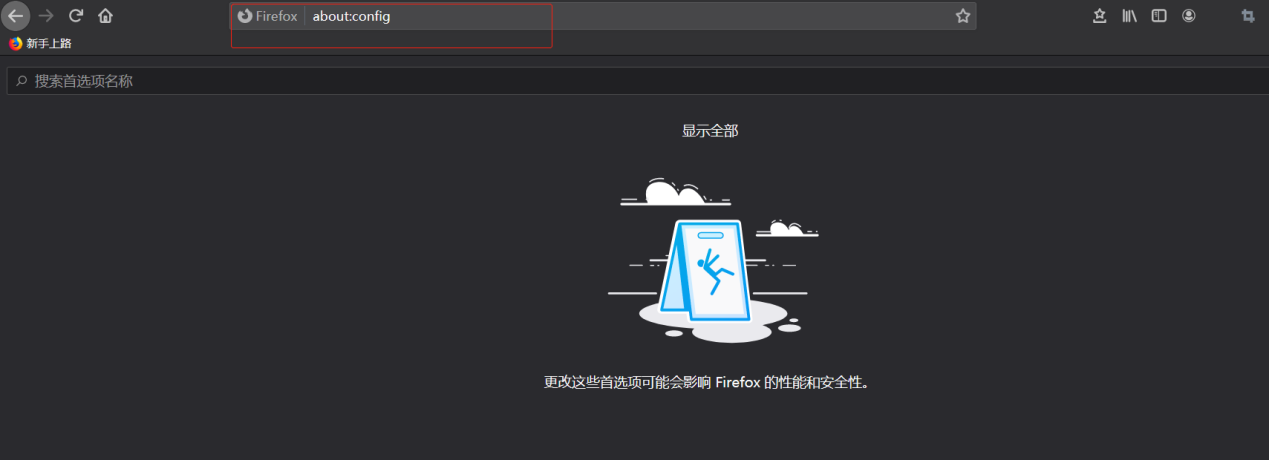 Firefox about:config
新手上路
搜索首选项名称
显示全部
更改这些首选项可能会影响 Firefox 的性能和安全性。